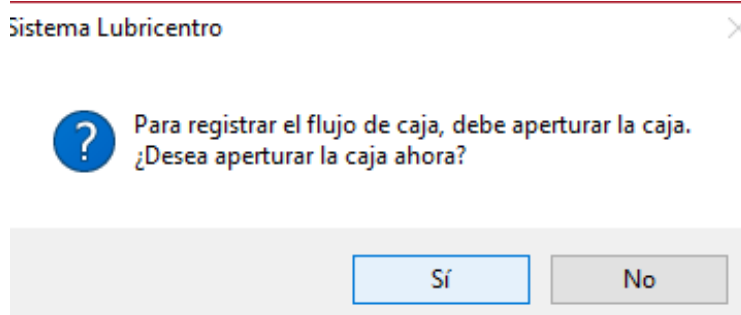 Sistema Lubricentro
Para registrar el flujo de caja, debe aperturar la caja.
¿Desea aperturar la caja ahora?
Sí
No